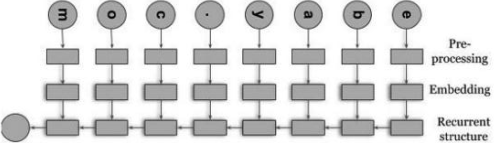 m o c . y a b e
Pre-
processing
Embedding
Recurrent
structure